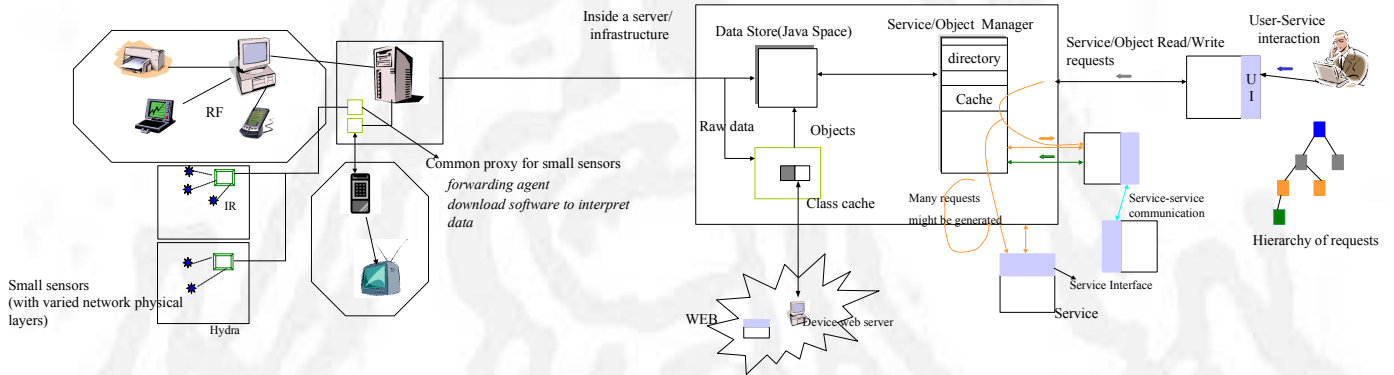 RF
IR
Hydra
Small sensors
(with varied network physical
layers)
Common proxy for small sensors
forwarding agent
download software to interpret
data
Inside a server/
infrastructure
Data Store(Java Space)
Raw data
Objects
Class cache
WEB
Device web server
Service/Object Manager
directory
Cache
Many requests
might be generated
Service/Object Read/Write
requests
User-Service
interaction
U
I
Service-service
communication
Service Interface
Service
Hierarchy of requests